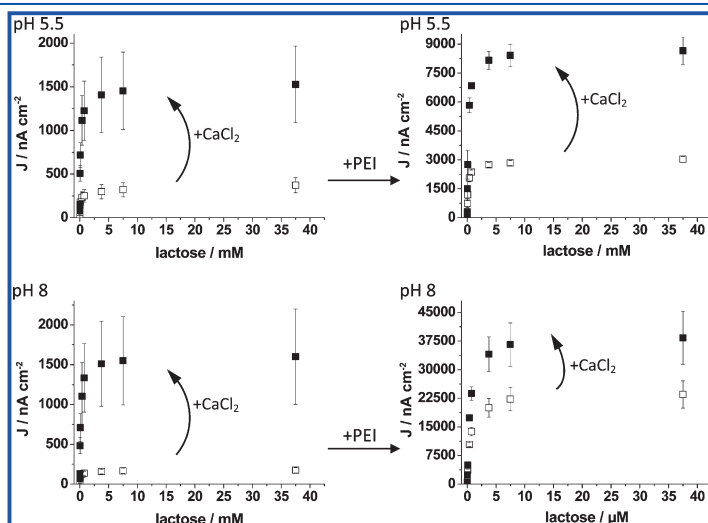 pH 5.5
J / nA cm-2
2000
1500
1000
500
0
+CaCl2
0 5 10 15 20 25 30 35 40
lactose / mM
+PEI
pH 5.5
J / nA cm-2
9000
7500
6000
4500
3000
1500
0
+CaCl2
0 5 10 15 20 25 30 35 40
lactose / mM
pH 8
J / nA cm-2
2000
1500
1000
500
0
+CaCl2
0 5 10 15 20 25 30 35 40
lactose / mM
+PEI
pH 8
J / nA cm-2
45000
37500
30000
22500
15000
7500
0
+CaCl2
0 5 10 15 20 25 30 35 40
lactose / µM